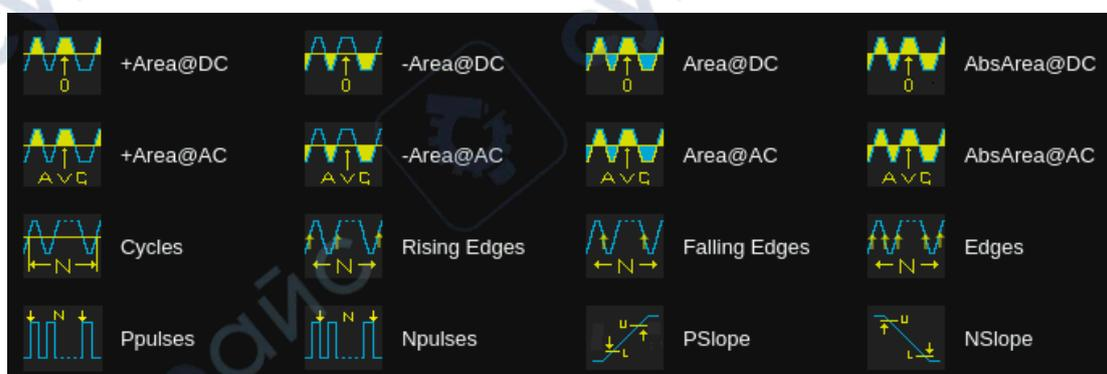 +Area@DC -Area@DC Area@DC AbsArea@DC
0 0 0 0
+Area@AC -Area@AC Area@AC AbsArea@AC
AVG AVG AVG AVG
Cycles Rising Edges Falling Edges Edges
N N N N
N N U U
Ppulses Npulses PSlope NSlope
L L